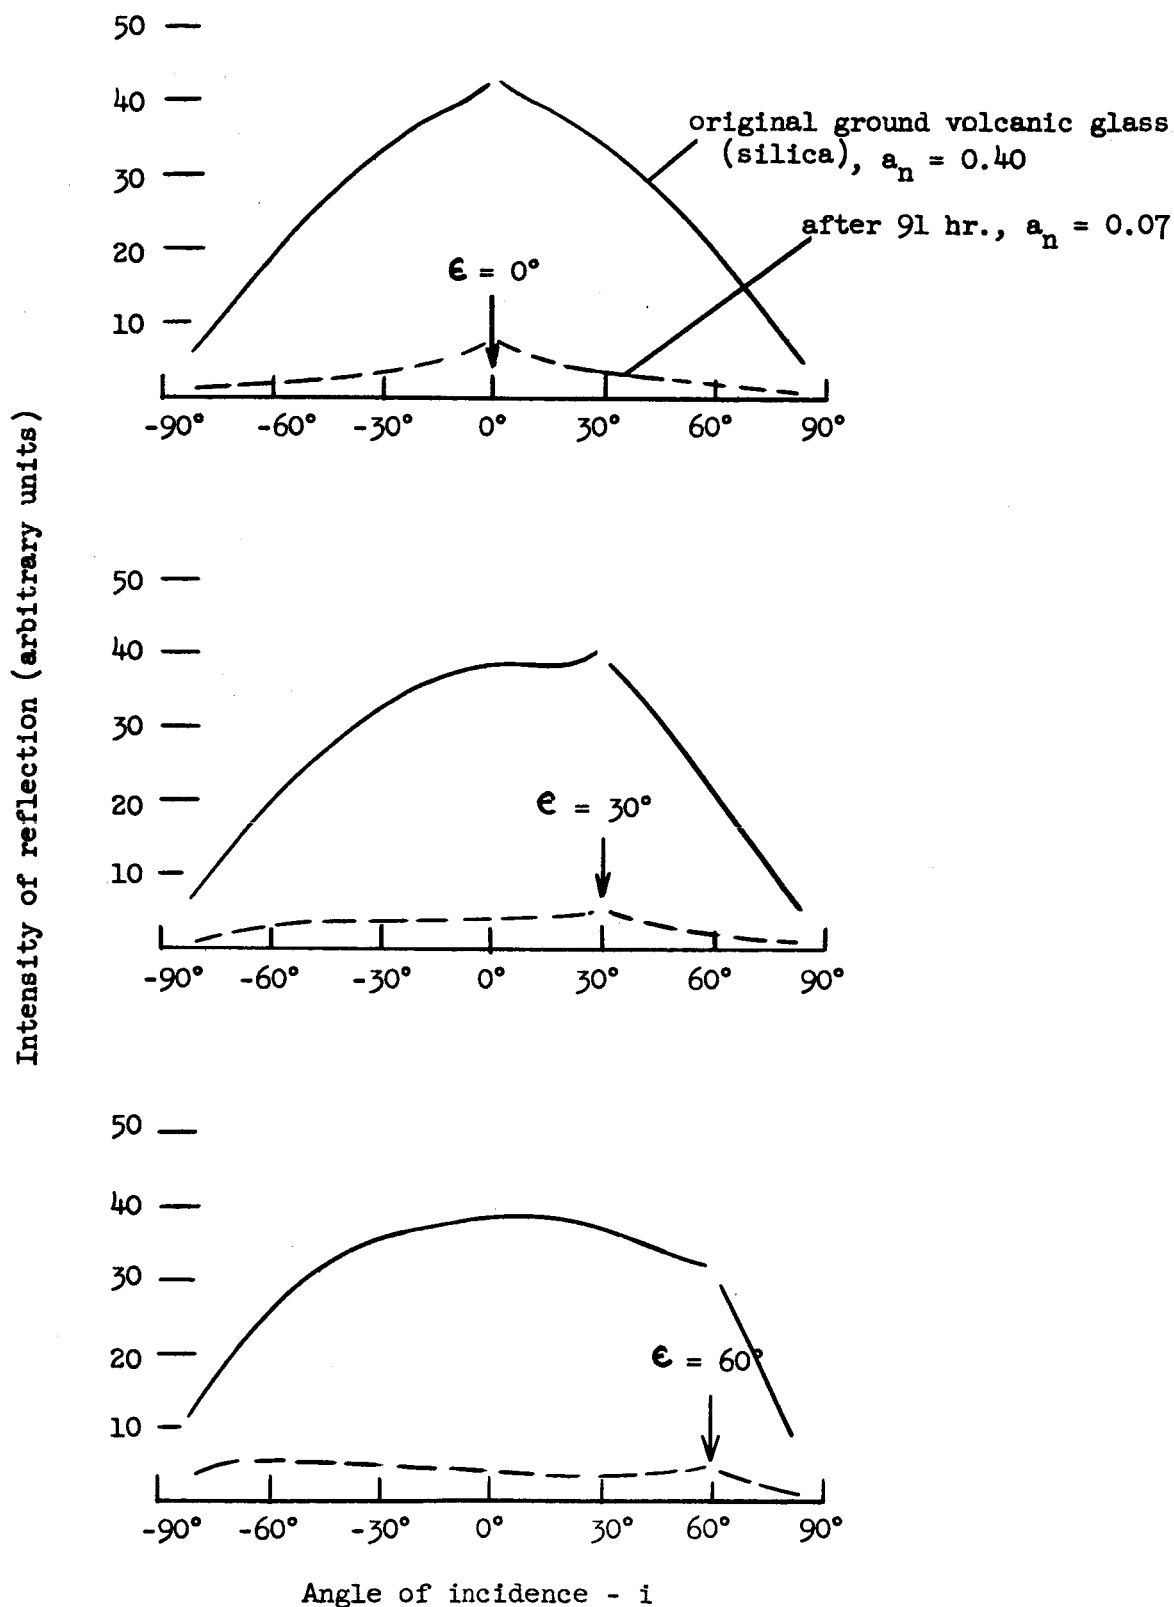 50
40
30
20
10
original ground volcanic glass
(silica), aₙ = 0.40
after 91 hr., aₙ = 0.07
ϵ = 0°
-90° -60° -30° 0° 30° 60° 90°
Intensity of reflection (arbitrary units)
50
40
30
20
10
ϵ = 30°
-90° -60° -30° 0° 30° 60° 90°
50
40
30
20
10
ϵ = 60°
-90° -60° -30° 0° 30° 60° 90°
Angle of incidence - i